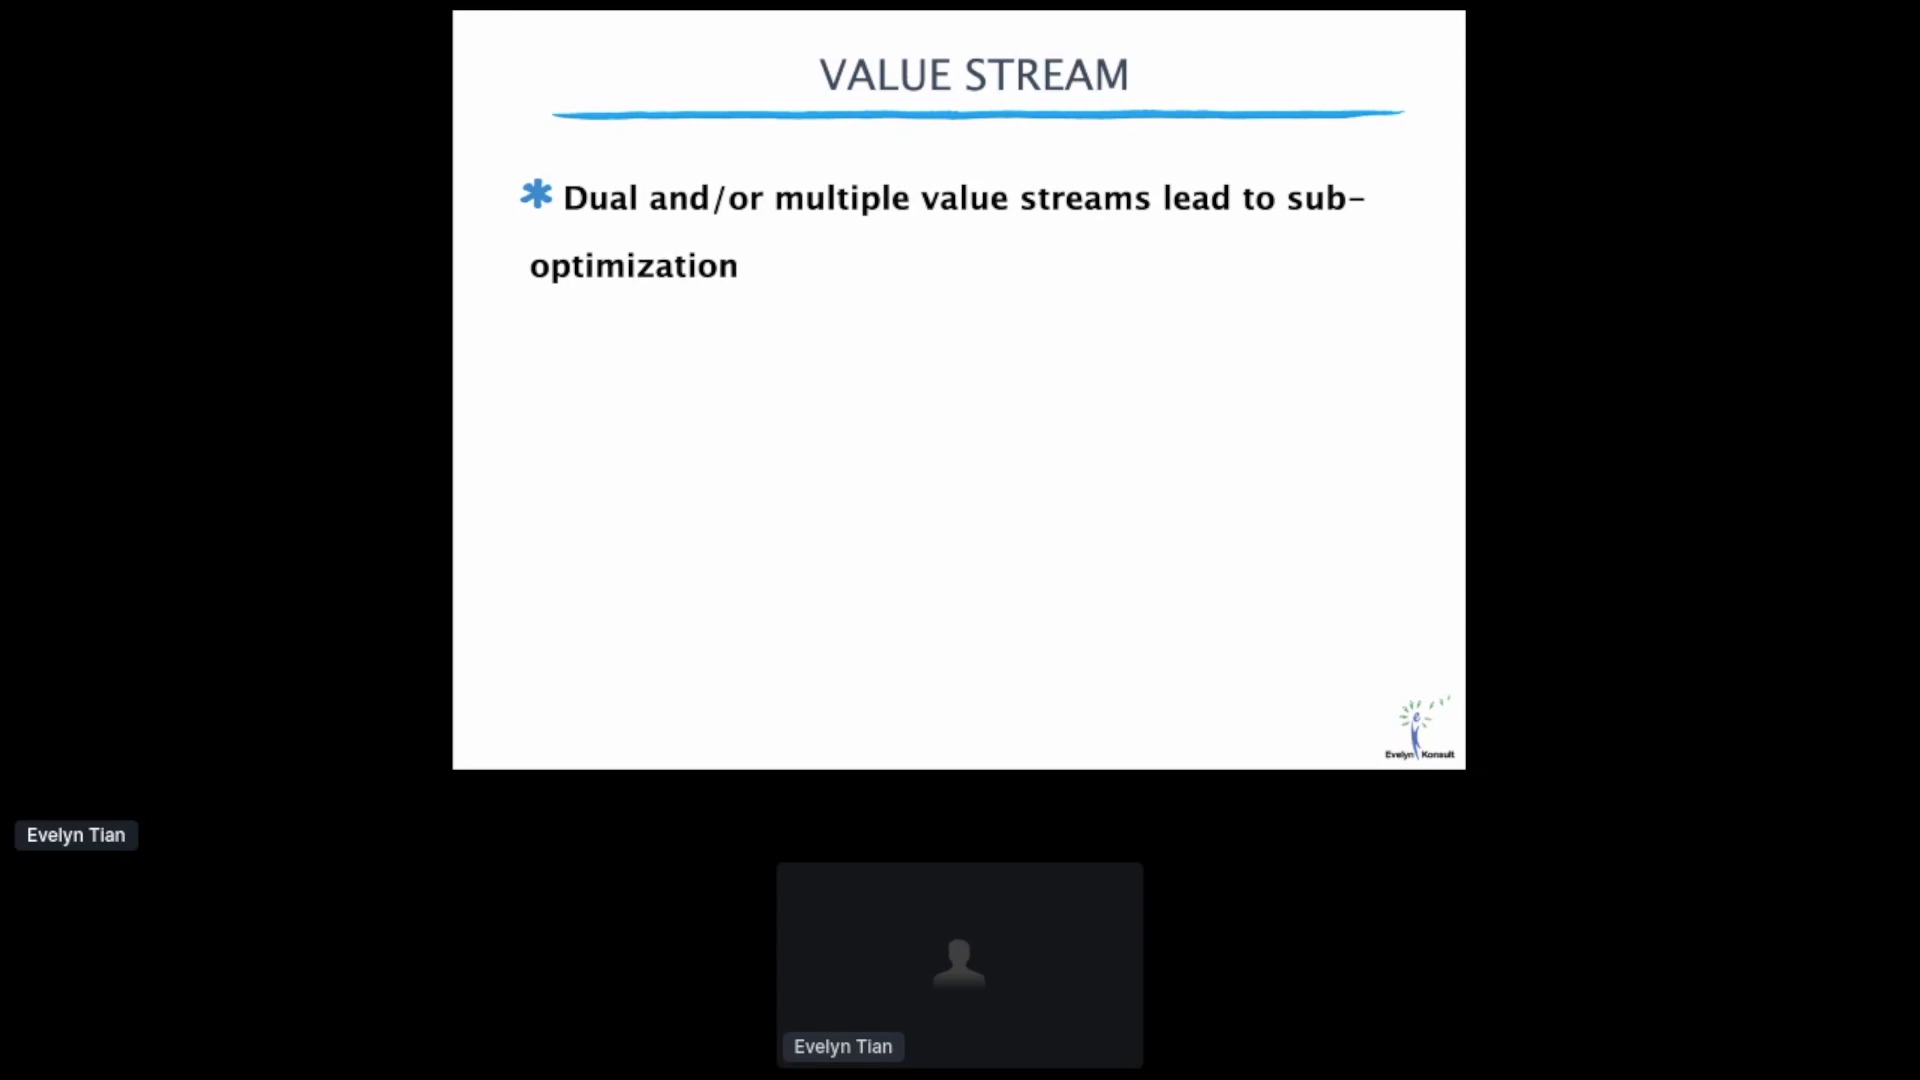 VALUE STREAM
* Dual and/or multiple value streams lead to sub-
optimization
Evelyn Konsult
Evelyn Tian
Evelyn Tian